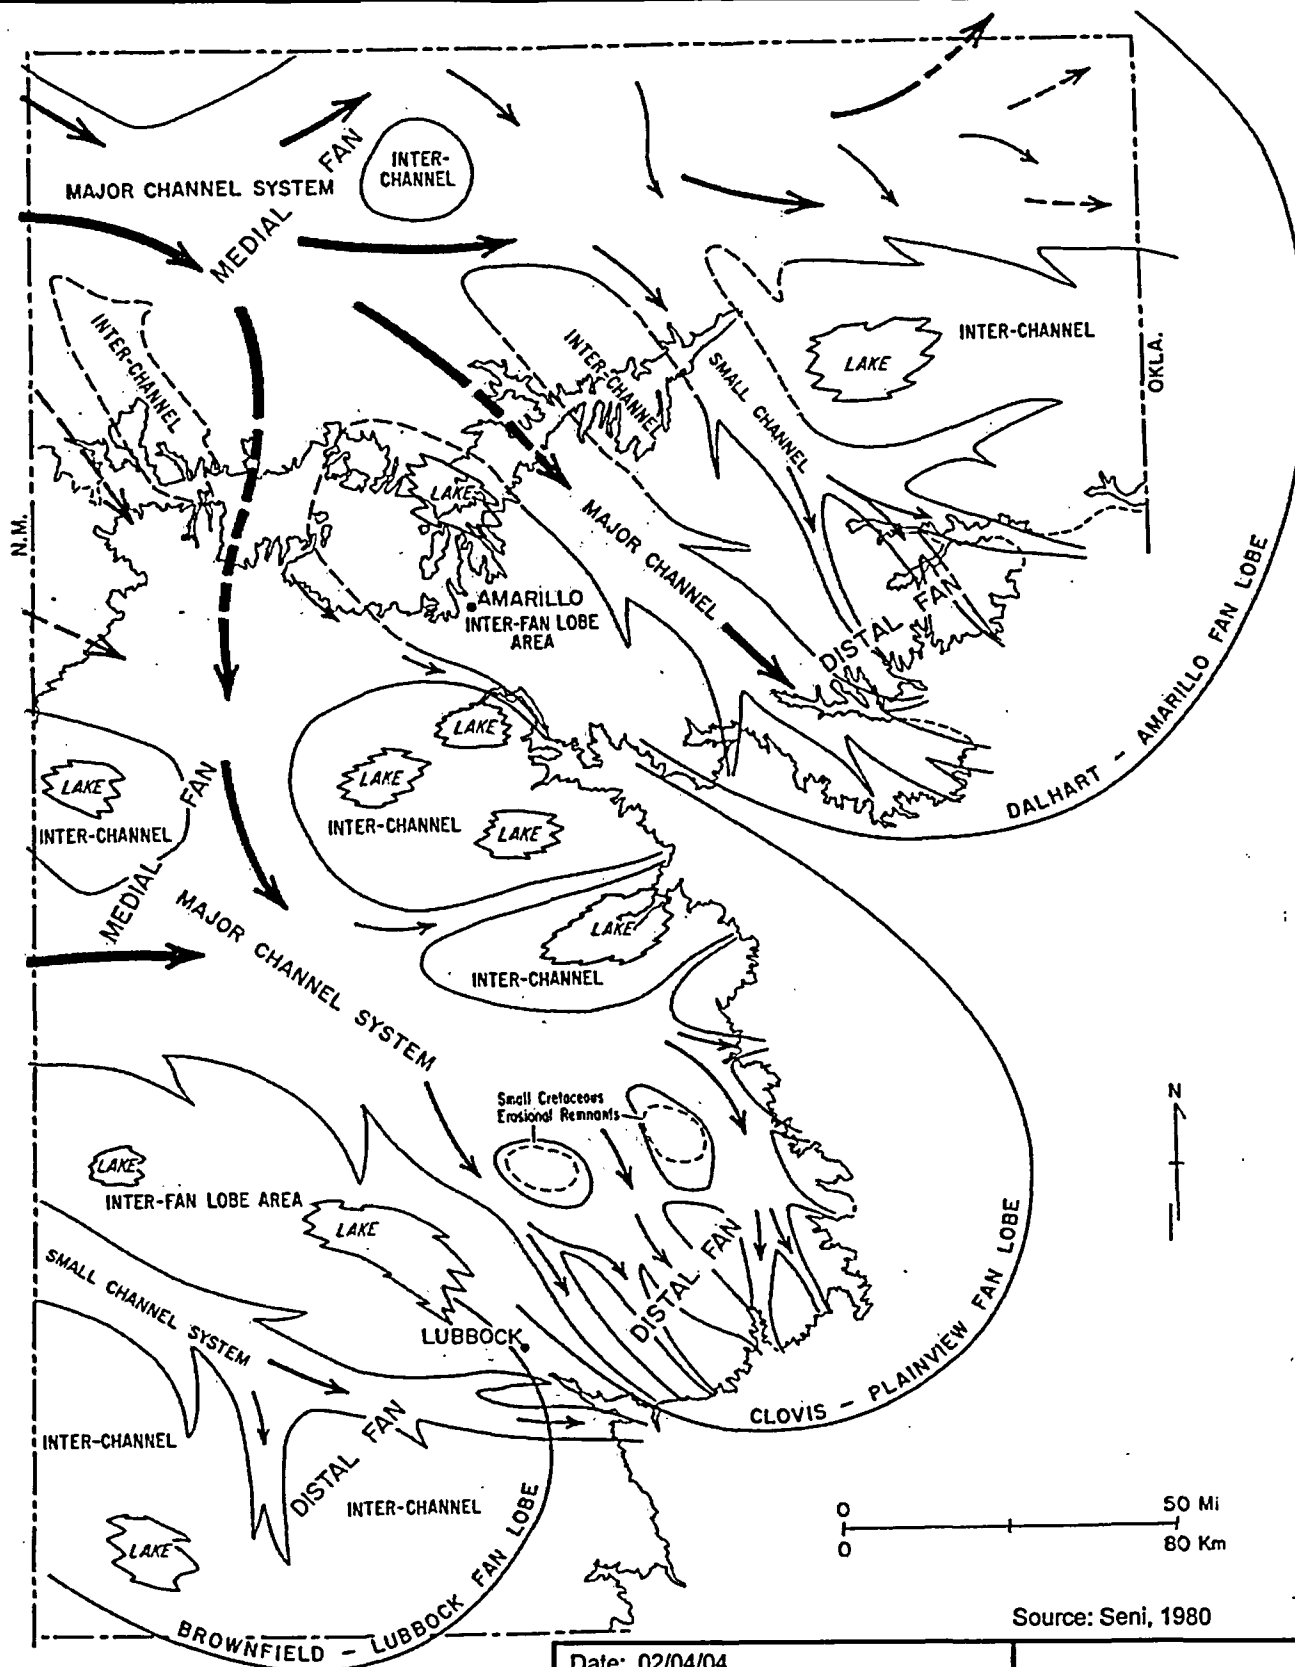 INTER-
CHANNEL
MAJOR CHANNEL SYSTEM
MEDIAL FAN
INTER-CHANNEL
INTER-CHANNEL
SMALL CHANNEL
LAKE
INTER-CHANNEL
OKLA.
N.M.
LAKE
MAJOR CHANNEL
AMARILLO
INTER-FAN LOBE
AREA
DISTAL FAN
DALHART - AMARILLO FAN LOBE
LAKE
LAKE
LAKE
INTER-CHANNEL
LAKE
INTER-CHANNEL
MEDIAL FAN
MAJOR CHANNEL SYSTEM
LAKE
INTER-CHANNEL
Small Cretaceous
Erosional Remnants
N
LAKE
INTER-FAN LOBE AREA
LAKE
SMALL CHANNEL SYSTEM
DISTAL FAN
LUBBOCK
CLOVIS - PLAINVIEW FAN LOBE
INTER-CHANNEL
DISTAL FAN
INTER-CHANNEL
LAKE
BROWNFIELD - LUBBOCK FAN LOBE
0 50 Mi
0 80 Km
Source: Seni, 1980
Date: 02/04/04